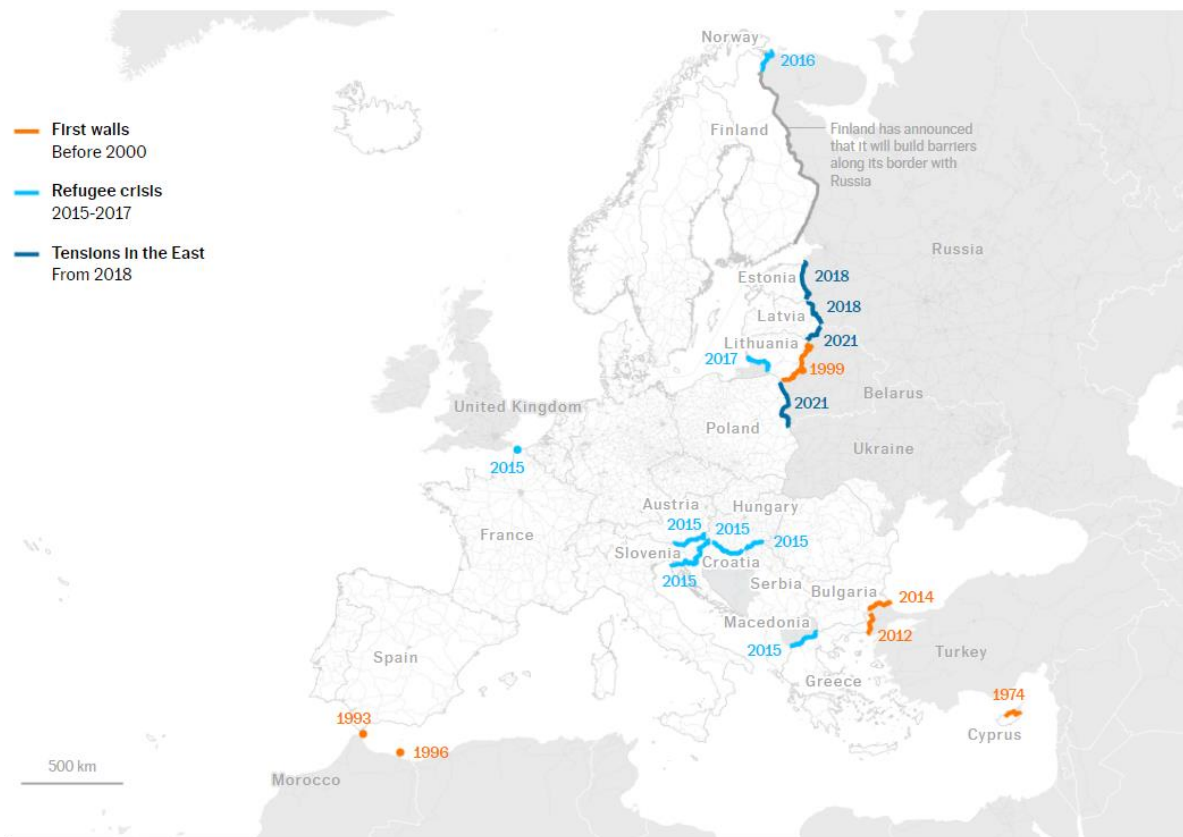 First walls
Before 2000
Refugee crisis
2015-2017
Tensions in the East
From 2018
Norway
2016
Finland
Finland has announced
that it will build barriers
along its border with
Russia
Russia
Estonia
2018
Latvia
2018
Lithuania
2021
2017
1999
Belarus
United Kingdom
2021
Poland
Ukraine
2015
Austria
Hungary
France
2015
2015
2015
Slovenia
Croatia
2015
Serbia
Bulgaria
2014
Macedonia
2012
2015
Turkey
Spain
Greece
1974
Cyprus
1993
1996
500 km
Morocco